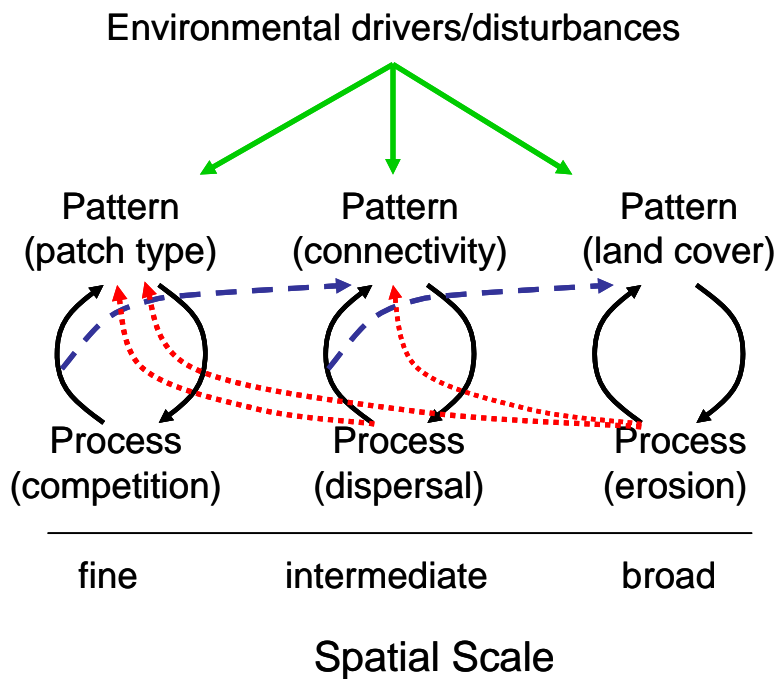 Environmental drivers/disturbances
Pattern
(patch type)
Pattern
(connectivity)
Pattern
(land cover)
Process
(competition)
Process
(dispersal)
Process
(erosion)
fine
intermediate
broad
Spatial Scale